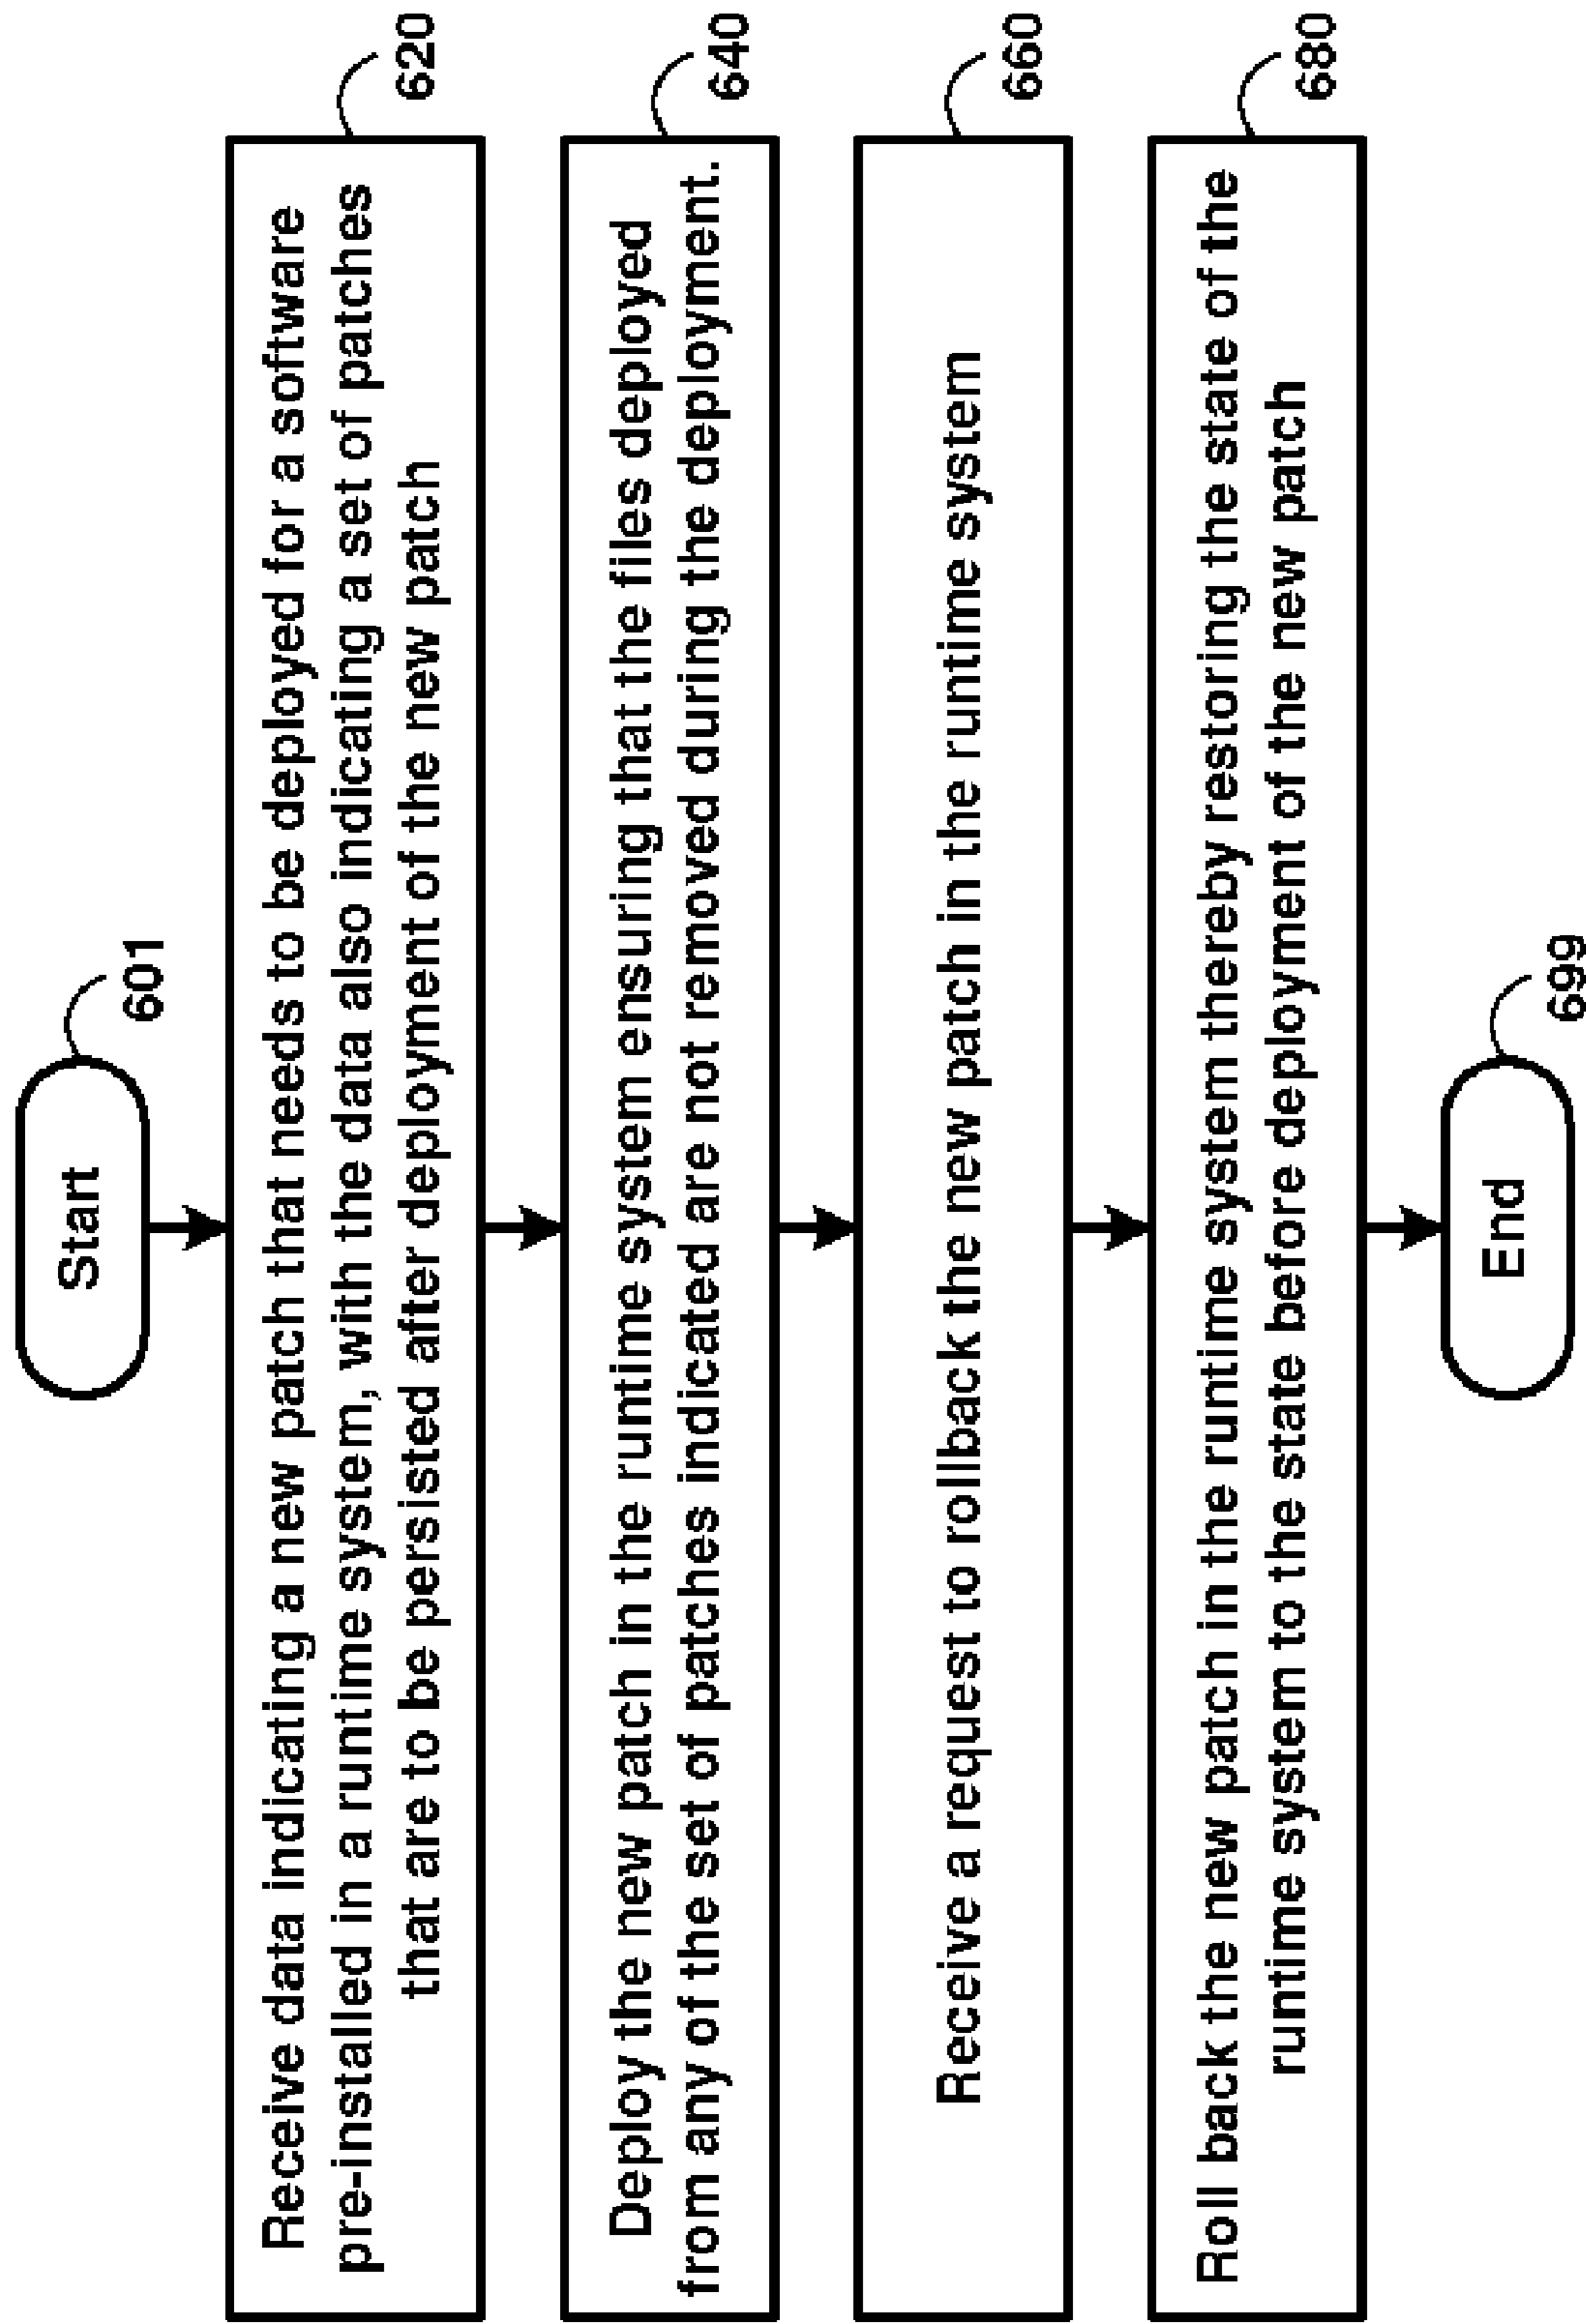 Start
601
Receive data indicating a new patch that needs to be deployed for a software
pre-installed in a runtime system, with the data also indicating a set of patches
that are to be persisted after deployment of the new patch
620
Deploy the new patch in the runtime system ensuring that the files deployed
from any of the set of patches indicated are not removed during the deployment.
640
Receive a request to rollback the new patch in the runtime system
660
Roll back the new patch in the runtime system thereby restoring the state of the
runtime system to the state before deployment of the new patch
680
End
699